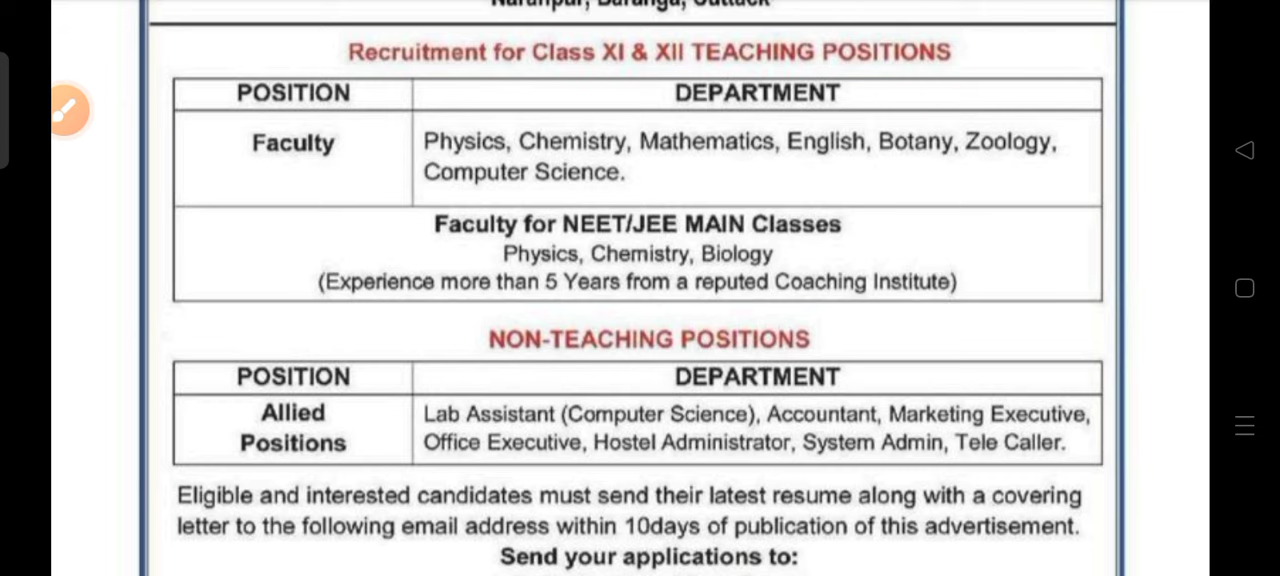 Naranpur, Baranga, Cuttack
Recruitment for Class XI & XII TEACHING POSITIONS
POSITION DEPARTMENT
Faculty Physics, Chemistry, Mathematics, English, Botany, Zoology,
Computer Science.
Faculty for NEET/JEE MAIN Classes
Physics, Chemistry, Biology
(Experience more than 5 Years from a reputed Coaching Institute)
NON-TEACHING POSITIONS
POSITION DEPARTMENT
Allied Lab Assistant (Computer Science), Accountant, Marketing Executive,
Positions Office Executive, Hostel Administrator, System Admin, Tele Caller.
Eligible and interested candidates must send their latest resume along with a covering
letter to the following email address within 10days of publication of this advertisement.
Send your applications to: